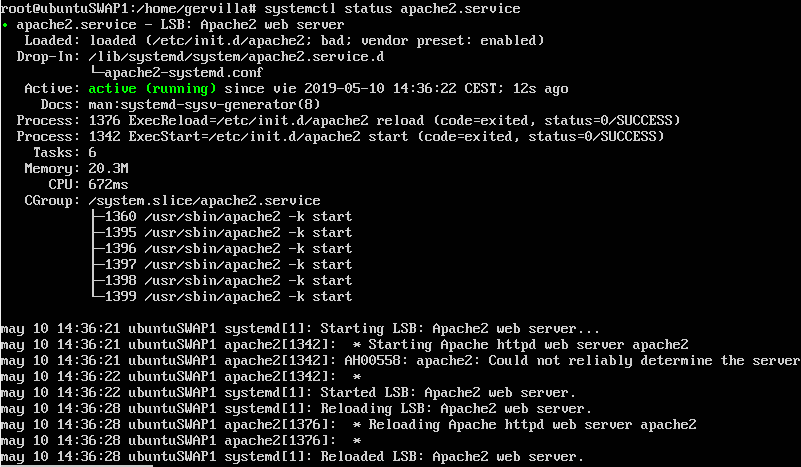 root@ubuntuSWAP1:/home/gervilla# systemctl status apache2.service
● apache2.service - LSB: Apache2 web server
   Loaded: loaded (/etc/init.d/apache2; bad; vendor preset: enabled)
  Drop-In: /lib/systemd/system/apache2.service.d
           └─apache2-systemd.conf
   Active: active (running) since vie 2019-05-10 14:36:22 CEST; 12s ago
     Docs: man:systemd-sysv-generator(8)
  Process: 1376 ExecReload=/etc/init.d/apache2 reload (code=exited, status=0/SUCCESS)
  Process: 1342 ExecStart=/etc/init.d/apache2 start (code=exited, status=0/SUCCESS)
    Tasks: 6
   Memory: 20.3M
      CPU: 672ms
   CGroup: /system.slice/apache2.service
           ├─1360 /usr/sbin/apache2 -k start
           ├─1395 /usr/sbin/apache2 -k start
           ├─1396 /usr/sbin/apache2 -k start
           ├─1397 /usr/sbin/apache2 -k start
           ├─1398 /usr/sbin/apache2 -k start
           └─1399 /usr/sbin/apache2 -k start

may 10 14:36:21 ubuntuSWAP1 systemd[1]: Starting LSB: Apache2 web server...
may 10 14:36:21 ubuntuSWAP1 apache2[1342]:  * Starting Apache httpd web server apache2
may 10 14:36:21 ubuntuSWAP1 apache2[1342]: AH00558: apache2: Could not reliably determine the server
may 10 14:36:22 ubuntuSWAP1 apache2[1342]:  *
may 10 14:36:22 ubuntuSWAP1 systemd[1]: Started LSB: Apache2 web server.
may 10 14:36:28 ubuntuSWAP1 systemd[1]: Reloading LSB: Apache2 web server.
may 10 14:36:28 ubuntuSWAP1 apache2[1376]:  * Reloading Apache httpd web server apache2
may 10 14:36:28 ubuntuSWAP1 apache2[1376]:  *
may 10 14:36:28 ubuntuSWAP1 systemd[1]: Reloaded LSB: Apache2 web server.